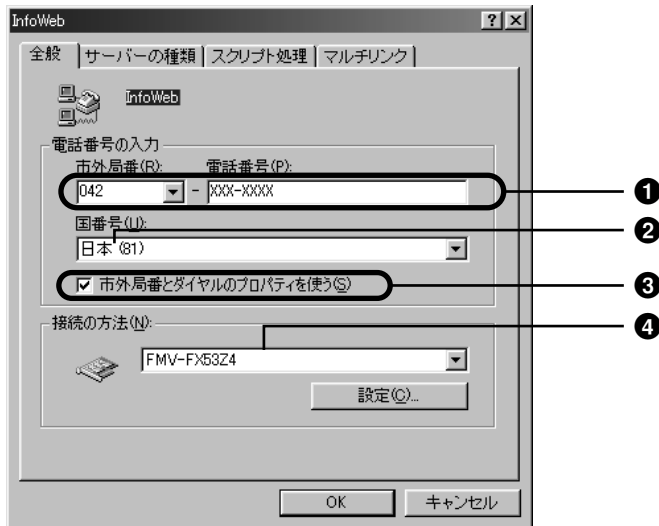 InfoWeb
全般 サーバーの種類 スクリプト処理 マルチリンク
InfoWeb
電話番号の入力
市外局番(R): 電話番号(P):
042 - XXX-XXXX ❶
国番号(U): ❷
日本 (81)
市外局番とダイヤルのプロパティを使う(S) ❸
接続の方法(N): ❹
FMV-FX53Z4
設定(C)...
OK キャンセル